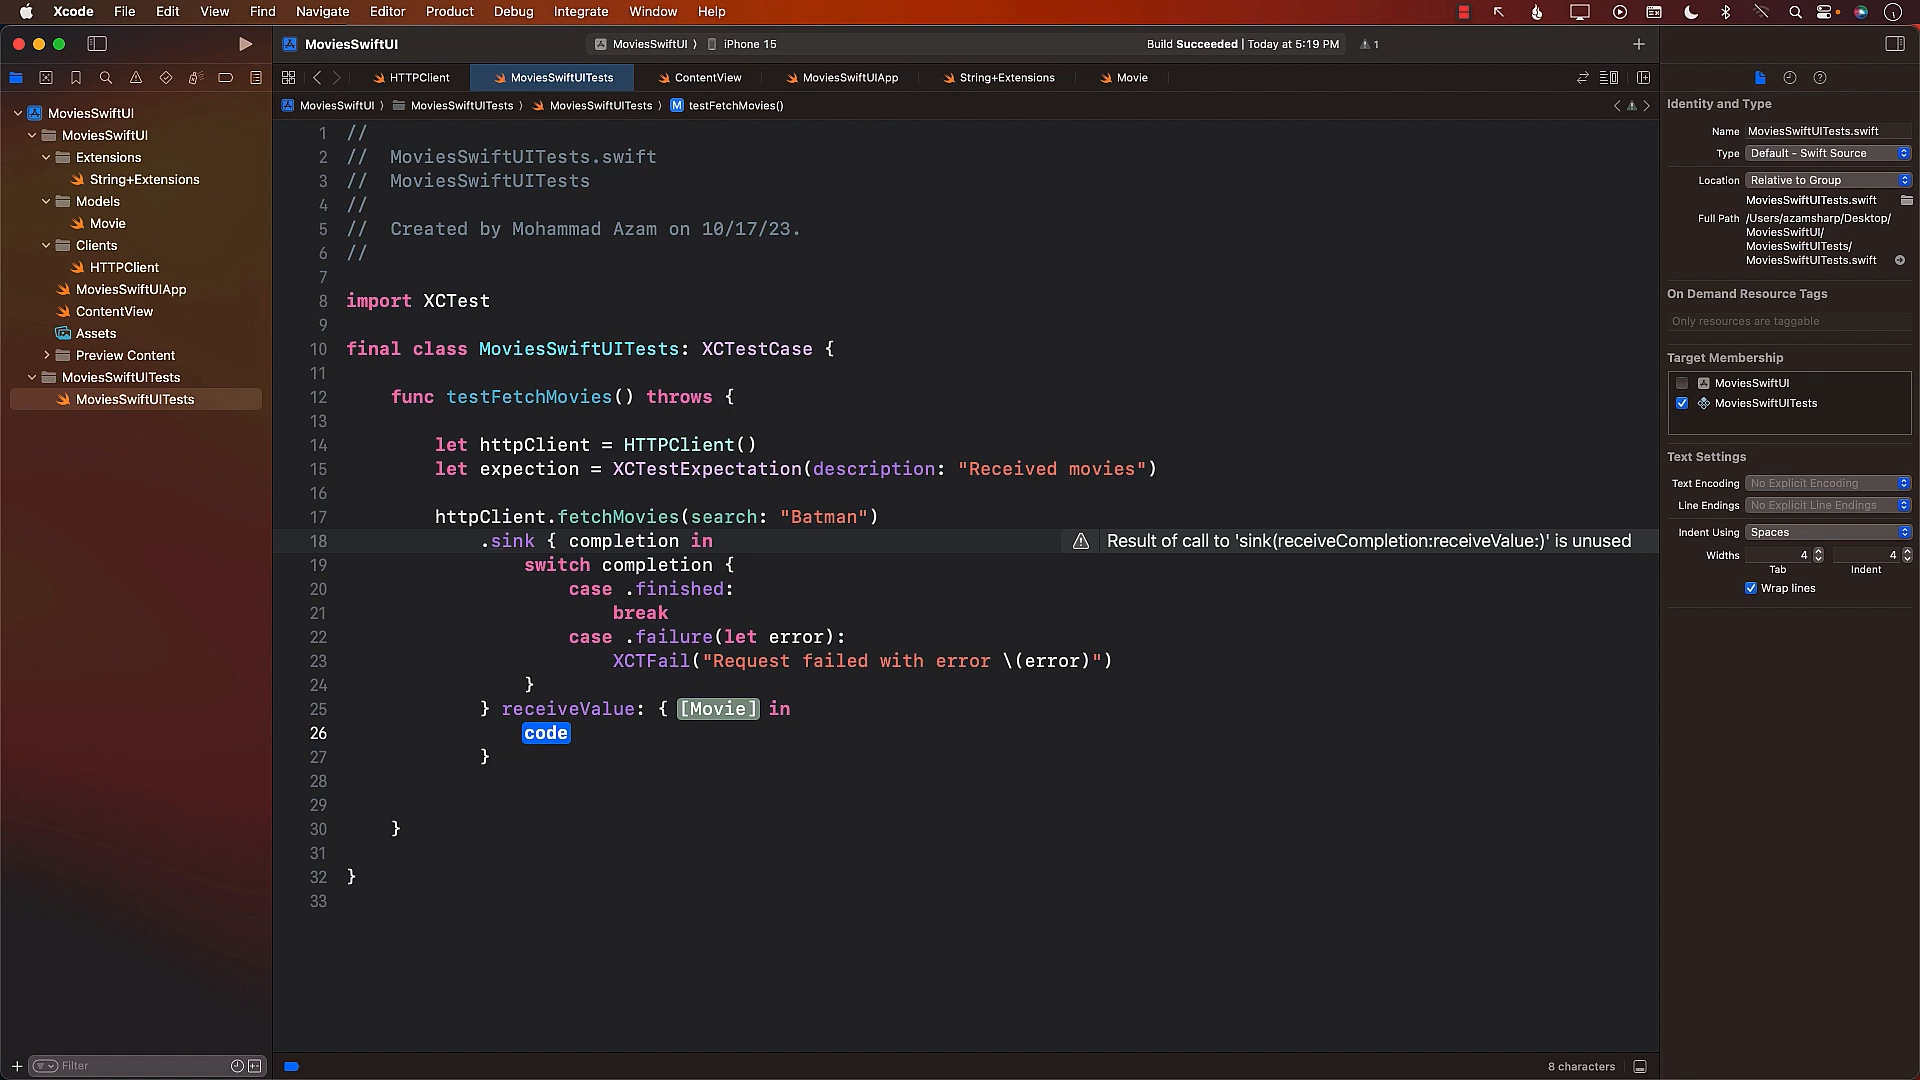 Xcode File Edit View Find Navigate Editor Product Debug Integrate Window Help
MoviesSwiftUI
MoviesSwiftUI ⟩ iPhone 15
Build Succeeded | Today at 5:19 PM
1
HTTPClient
MoviesSwiftUITests
ContentView
MoviesSwiftUIApp
String+Extensions
Movie
MoviesSwiftUI ⟩ MoviesSwiftUITests ⟩ MoviesSwiftUITests ⟩ M testFetchMovies()
MoviesSwiftUI
MoviesSwiftUI
Extensions
String+Extensions
Models
Movie
Clients
HTTPClient
MoviesSwiftUIApp
ContentView
Assets
Preview Content
MoviesSwiftUITests
MoviesSwiftUITests
Filter
1 //
2 //  MoviesSwiftUITests.swift
3 //  MoviesSwiftUITests
4 //
5 //  Created by Mohammad Azam on 10/17/23.
6 //
7
8 import XCTest
9
10 final class MoviesSwiftUITests: XCTestCase {
11
12     func testFetchMovies() throws {
13
14         let httpClient = HTTPClient()
15         let expection = XCTestExpectation(description: "Received movies")
16
17         httpClient.fetchMovies(search: "Batman")
18             .sink { completion in
Result of call to 'sink(receiveCompletion:receiveValue:)' is unused
19                 switch completion {
20                     case .finished:
21                         break
22                     case .failure(let error):
23                         XCTFail("Request failed with error \(error)")
24                 }
25             } receiveValue: { [Movie] in
26                 code
27             }
28
29
30     }
31
32 }
33
8 characters
Identity and Type
Name MoviesSwiftUITests.swift
Type Default - Swift Source
Location Relative to Group
MoviesSwiftUITests.swift
Full Path /Users/azamsharp/Desktop/
MoviesSwiftUI/
MoviesSwiftUITests/
MoviesSwiftUITests.swift
On Demand Resource Tags
Only resources are taggable
Target Membership
MoviesSwiftUI
MoviesSwiftUITests
Text Settings
Text Encoding No Explicit Encoding
Line Endings No Explicit Line Endings
Indent Using Spaces
Widths 4 4
Tab Indent
Wrap lines